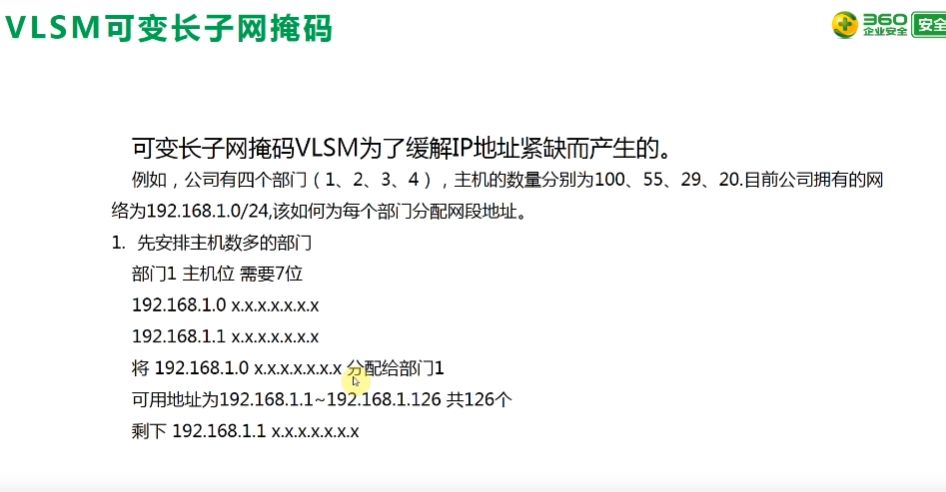 VLSM可变长子网掩码
360
企业安全
安全
可变长子网掩码VLSM为了缓解IP地址紧缺而产生的。
例如，公司有四个部门（1、2、3、4），主机的数量分别为100、55、29、20.目前公司拥有的网
络为192.168.1.0/24,该如何为每个部门分配网段地址。
1. 先安排主机数多的部门
部门1 主机位 需要7位
192.168.1.0 x.x.x.x.x.x.x
192.168.1.1 x.x.x.x.x.x.x
将 192.168.1.0 x.x.x.x.x.x.x 分配给部门1
可用地址为192.168.1.1~192.168.1.126 共126个
剩下 192.168.1.1 x.x.x.x.x.x.x